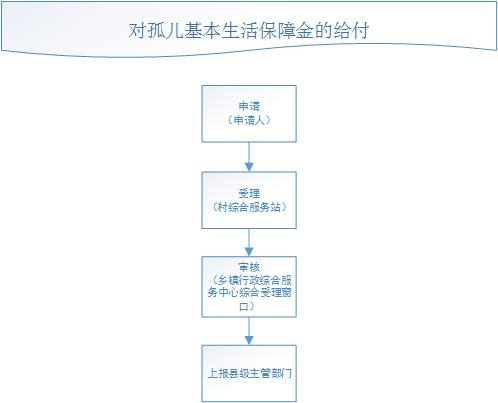 对孤儿基本生活保障金的给付
申请
（申请人）
受理
（村综合服务站）
审核
（乡镇行政综合服
务中心综合受理窗
口）
上报县级主管部门